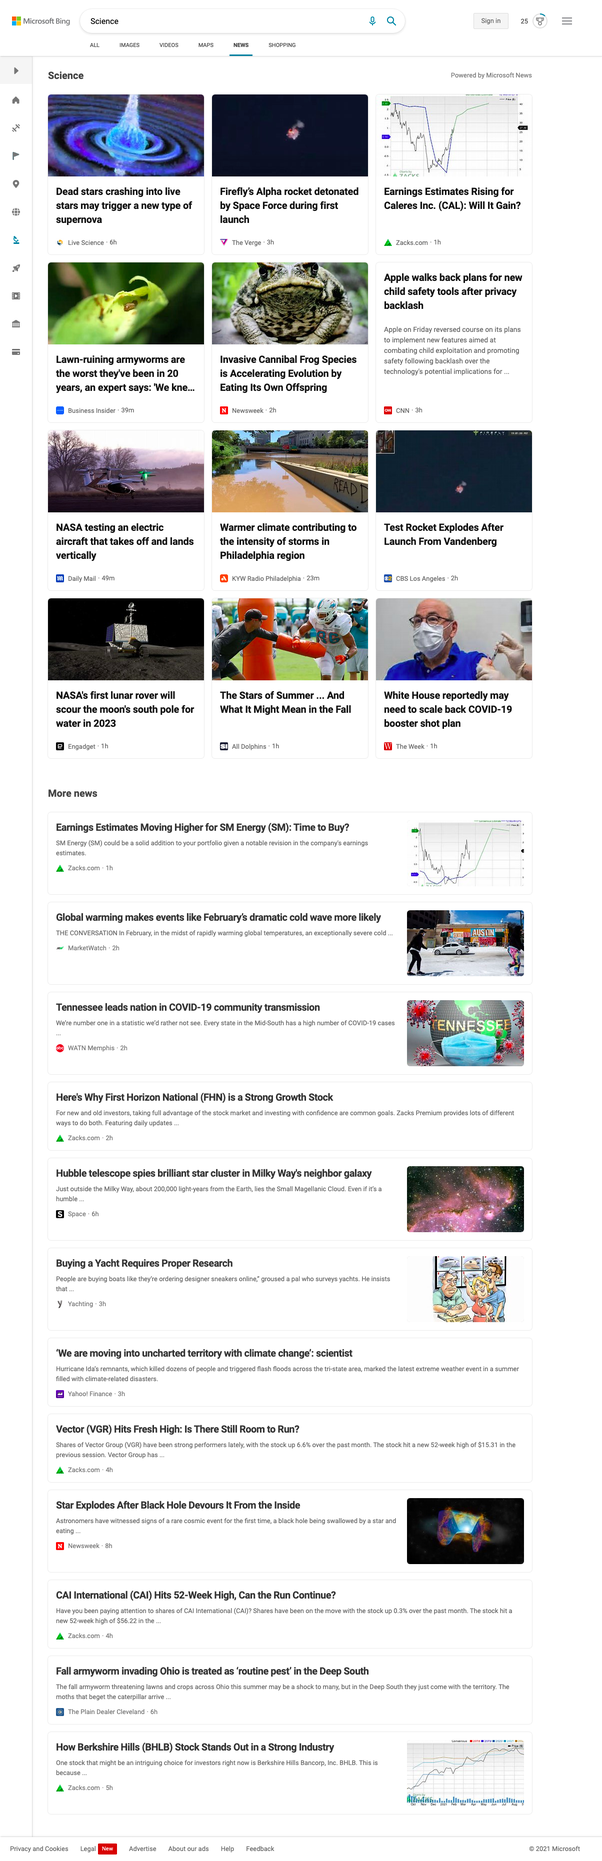 Microsoft Bing
Science
Sign in
25
ALL IMAGES VIDEOS MAPS NEWS SHOPPING
Science
Powered by Microsoft News
Dead stars crashing into live
stars may trigger a new type of
supernova
Live Science · 6h
Firefly's Alpha rocket detonated
by Space Force during first
launch
The Verge · 3h
ZACKS
Earnings Estimates Rising for
Caleres Inc. (CAL): Will It Gain?
Zacks.com · 1h
Lawn-ruining armyworms are
the worst they've been in 20
years, an expert says: 'We kne...
Business Insider · 39m
Invasive Cannibal Frog Species
is Accelerating Evolution by
Eating Its Own Offspring
Newsweek · 2h
Apple walks back plans for new
child safety tools after privacy
backlash
Apple on Friday reversed course on its plans
to implement new features aimed at
combating child exploitation and promoting
safety following backlash over the
technology's potential implications for ...
CNN · 3h
NASA testing an electric
aircraft that takes off and lands
vertically
Daily Mail · 49m
READ
Warmer climate contributing to
the intensity of storms in
Philadelphia region
KYW Radio Philadelphia · 23m
Test Rocket Explodes After
Launch From Vandenberg
CBS Los Angeles · 2h
NASA's first lunar rover will
scour the moon's south pole for
water in 2023
Engadget · 1h
The Stars of Summer ... And
What It Might Mean in the Fall
All Dolphins · 1h
White House reportedly may
need to scale back COVID-19
booster shot plan
The Week · 1h
More news
Earnings Estimates Moving Higher for SM Energy (SM): Time to Buy?
SM Energy (SM) could be a solid addition to your portfolio given a notable revision in the company's earnings
estimates.
Zacks.com · 1h
Global warming makes events like February's dramatic cold wave more likely
THE CONVERSATION In February, in the midst of rapidly warming global temperatures, an exceptionally severe cold ...
MarketWatch · 2h
AUSTIN
Tennessee leads nation in COVID-19 community transmission
We're number one in a statistic we'd rather not see. Every state in the Mid-South has a high number of COVID-19 cases
...
WATN Memphis · 2h
TENNESSEE
Here's Why First Horizon National (FHN) is a Strong Growth Stock
For new and old investors, taking full advantage of the stock market and investing with confidence are common goals. Zacks Premium provides lots of different
ways to do both. Featuring daily updates ...
Zacks.com · 2h
Hubble telescope spies brilliant star cluster in Milky Way's neighbor galaxy
Just outside the Milky Way, about 200,000 light-years from the Earth, lies the Small Magellanic Cloud. Even if it's a
humble ...
Space · 6h
Buying a Yacht Requires Proper Research
People are buying boats like they're ordering designer sneakers online," groused a pal who surveys yachts. He insists
that ...
Yachting · 3h
'We are moving into uncharted territory with climate change': scientist
Hurricane Ida's remnants, which killed dozens of people and triggered flash floods across the tri-state area, marked the latest extreme weather event in a summer
filled with climate-related disasters.
Yahoo! Finance · 3h
Vector (VGR) Hits Fresh High: Is There Still Room to Run?
Shares of Vector Group (VGR) have been strong performers lately, with the stock up 6.6% over the past month. The stock hit a new 52-week high of $15.31 in the
previous session. Vector Group has ...
Zacks.com · 4h
Star Explodes After Black Hole Devours It From the Inside
Astronomers have witnessed signs of a rare cosmic event for the first time, a black hole being swallowed by a star and
eating ...
Newsweek · 8h
CAI International (CAI) Hits 52-Week High, Can the Run Continue?
Have you been paying attention to shares of CAI International (CAI)? Shares have been on the move with the stock up 0.3% over the past month. The stock hit a
new 52-week high of $56.22 in the ...
Zacks.com · 4h
Fall armyworm invading Ohio is treated as 'routine pest' in the Deep South
The fall armyworm threatening lawns and crops across Ohio this summer may be a shock to many, but in the Deep South they just come with the territory. The
moths that beget the caterpillar arrive ...
The Plain Dealer Cleveland · 6h
How Berkshire Hills (BHLB) Stock Stands Out in a Strong Industry
One stock that might be an intriguing choice for investors right now is Berkshire Hills Bancorp, Inc. BHLB. This is
because ...
Zacks.com · 5h
Privacy and Cookies Legal New Advertise About our ads Help Feedback
© 2021 Microsoft